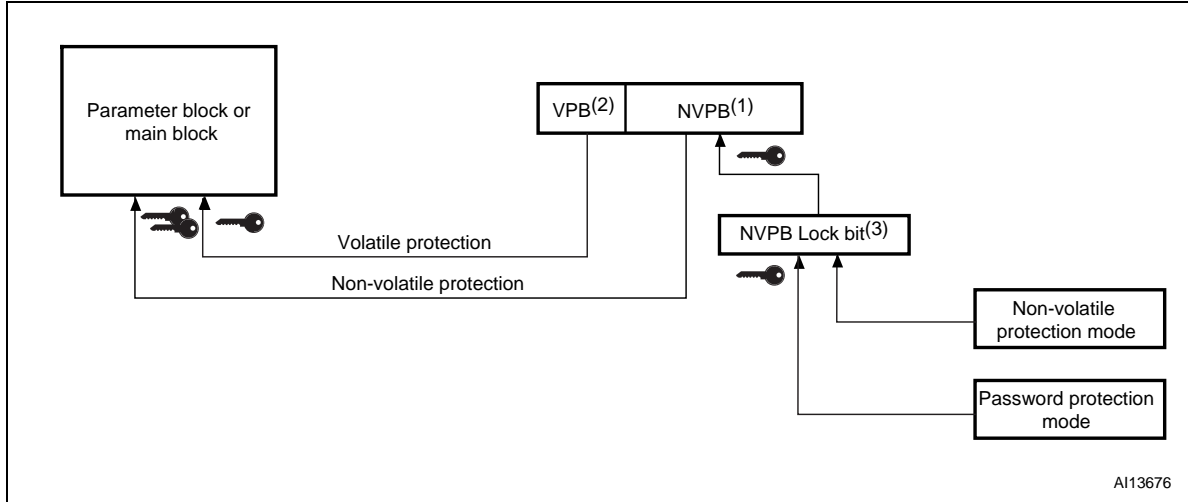 Parameter block or
main block
VPB(2)
NVPB(1)
NVPB Lock bit(3)
Volatile protection
Non-volatile protection
Non-volatile
protection mode
Password protection
mode
AI13676